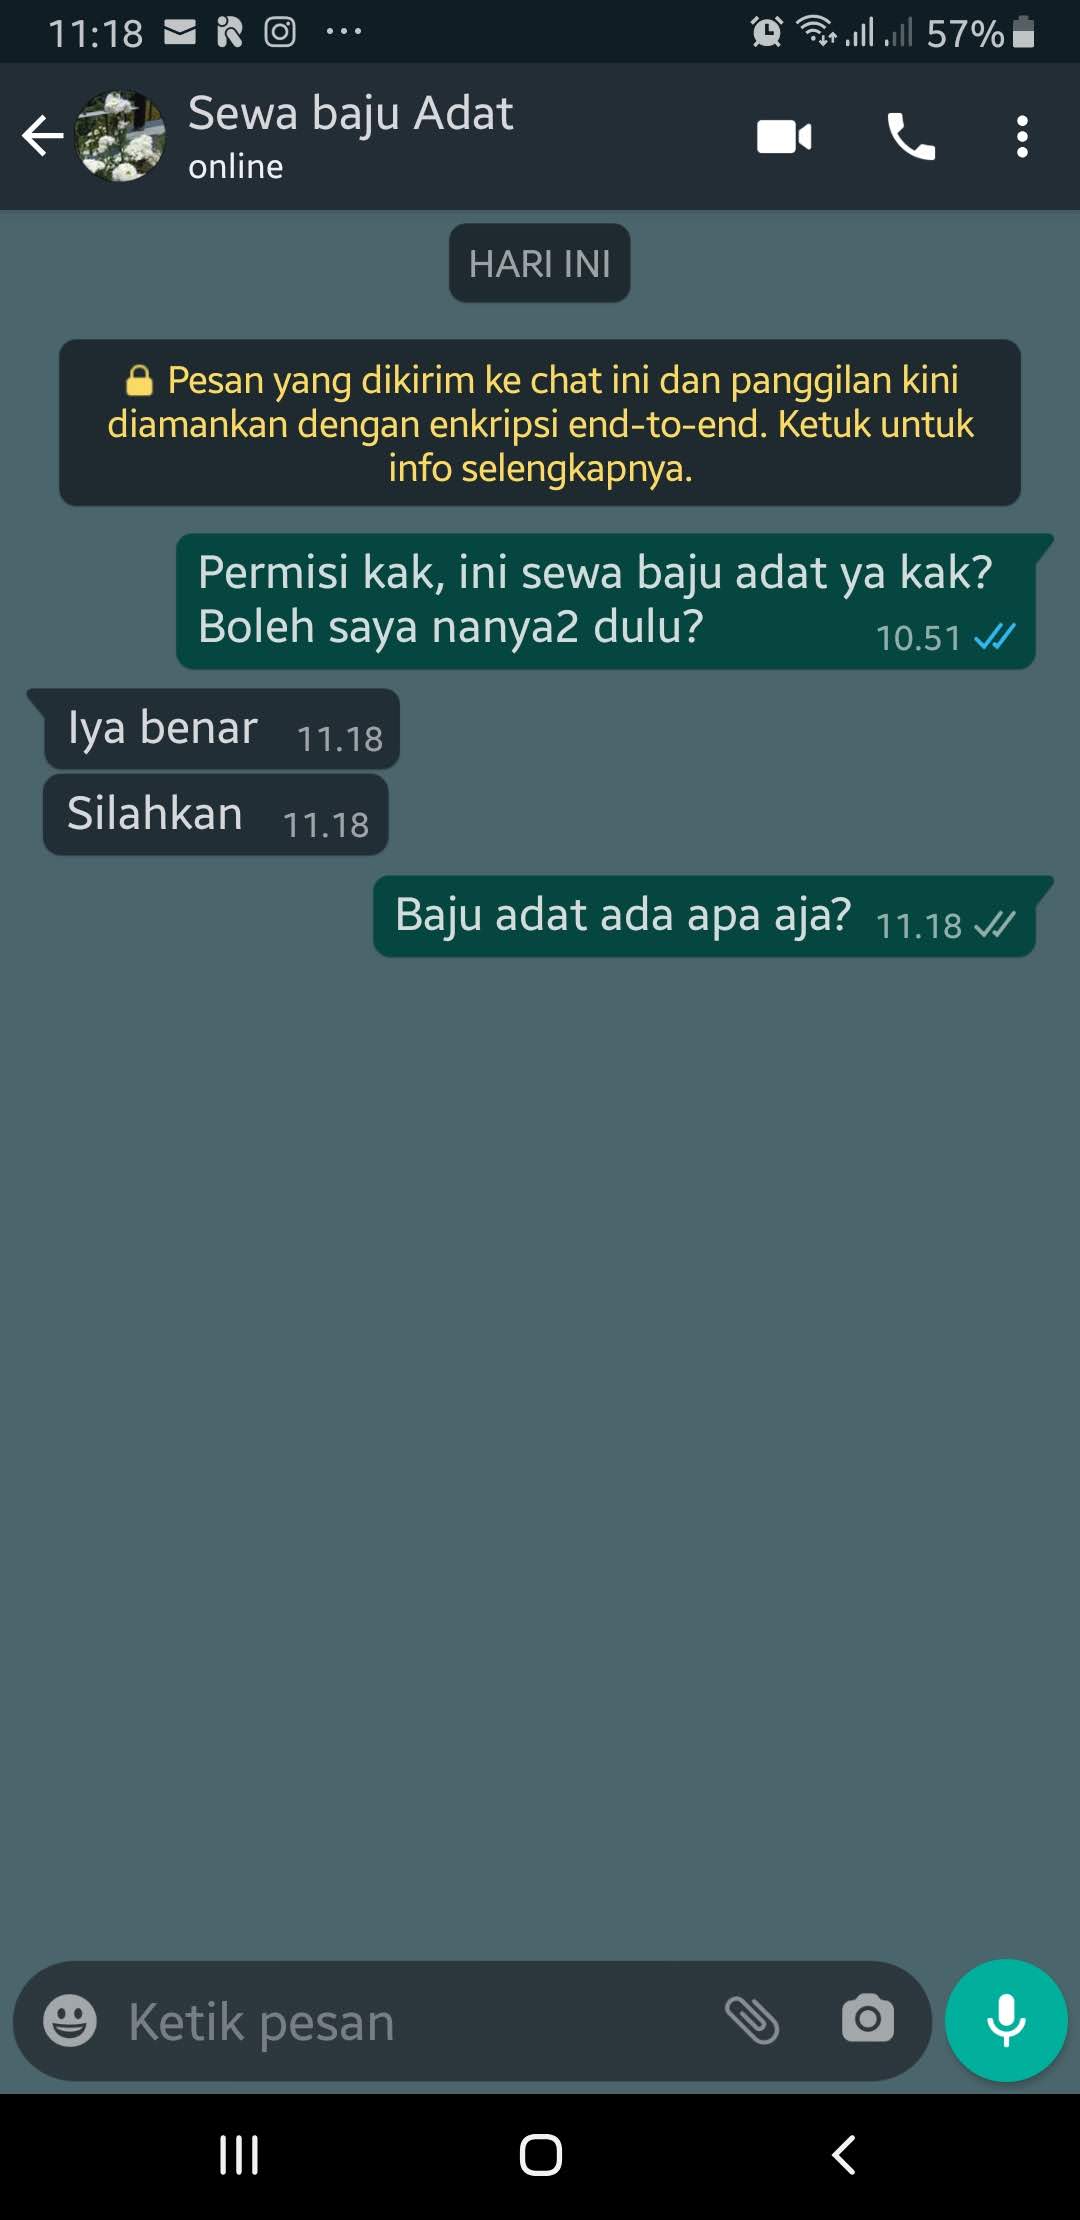 11:18 57%
Sewa baju Adat
online
HARI INI
Pesan yang dikirim ke chat ini dan panggilan kini
diamankan dengan enkripsi end-to-end. Ketuk untuk
info selengkapnya.
Permisi kak, ini sewa baju adat ya kak?
Boleh saya nanya2 dulu? 10.51
Iya benar 11.18
Silahkan 11.18
Baju adat ada apa aja? 11.18
Ketik pesan